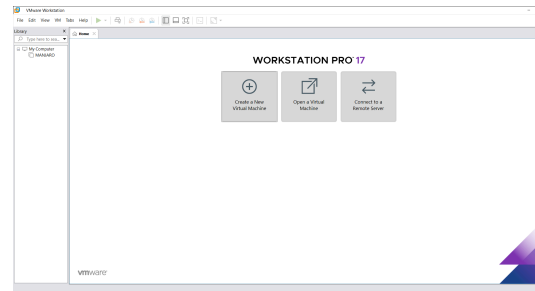 VMware Workstation
File Edit View VM Tabs Help
Library
Type here to sea...
My Computer
MANJARO
Home
WORKSTATION PRO 17
Create a New
Virtual Machine
Open a Virtual
Machine
Connect to a
Remote Server
vmware